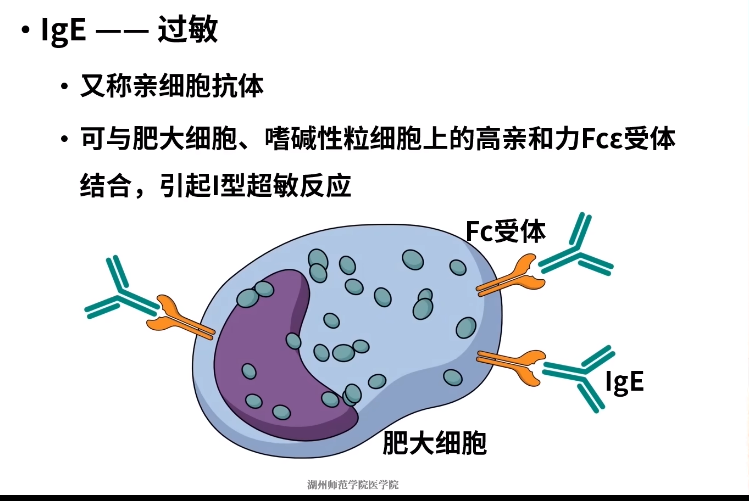 • IgE —— 过敏
• 又称亲细胞抗体
• 可与肥大细胞、嗜碱性粒细胞上的高亲和力Fcε受体
结合，引起I型超敏反应
Fc受体
IgE
肥大细胞
湖州师范学院医学院